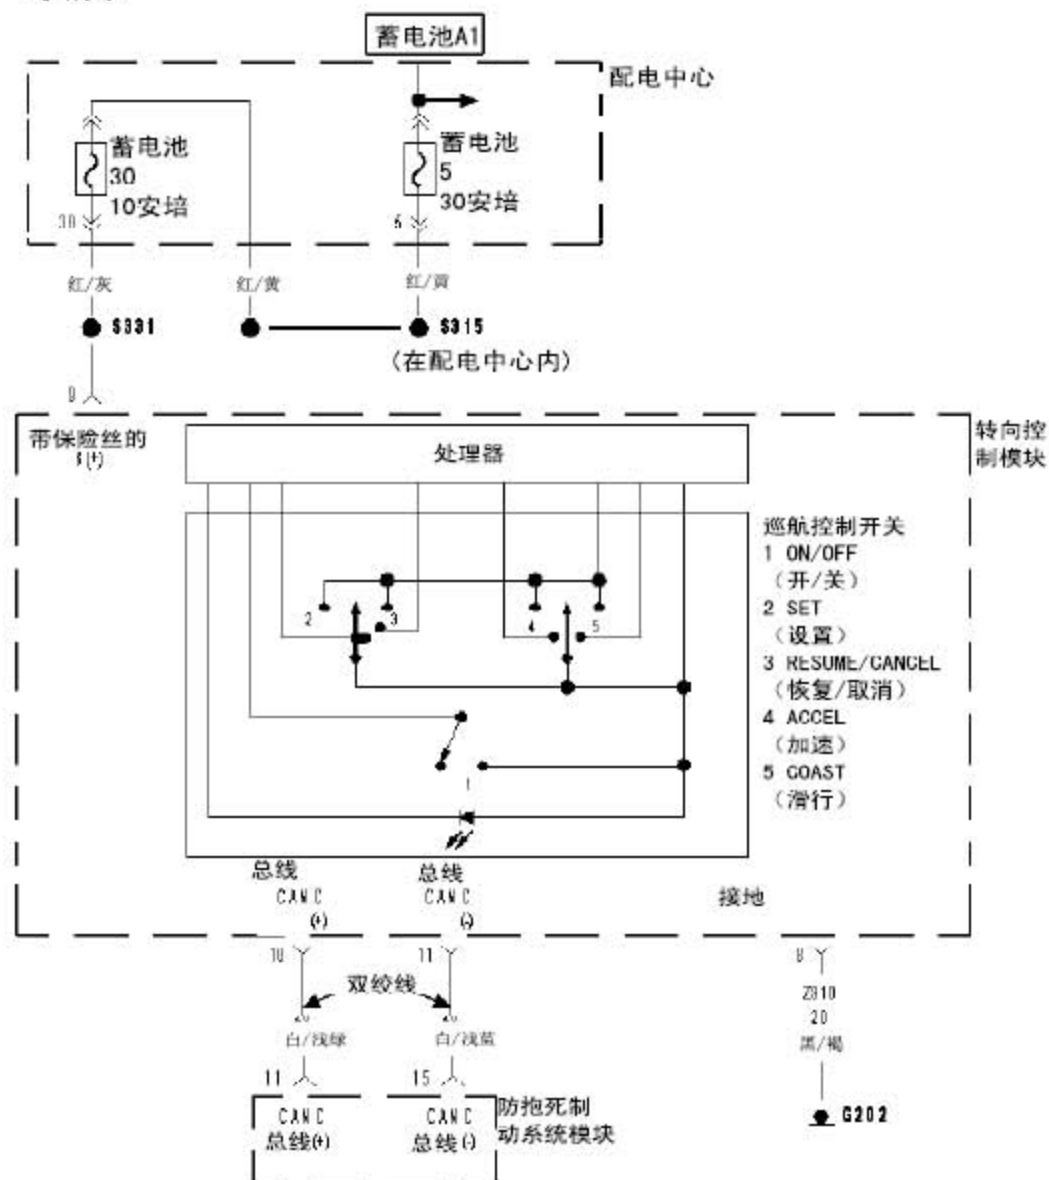 蓄电池A1
配电中心
蓄电池
30
10安培
蓄电池
5
30安培
30
6
红/灰
红/黄
红/黄
S331
S315
(在配电中心内)
带保险丝的
(+)
处理器
转向控
制模块
巡航控制开关
1 ON/OFF
（开/关）
2 SET
（设置）
3 RESUME/CANCEL
（恢复/取消）
4 ACCEL
（加速）
5 COAST
（滑行）
2
3
4
5
总线
CAN C
(+)
总线
CAN C
(-)
接地
10
11
8
双绞线
Z910
20
白/浅绿
白/浅蓝
黑/褐
11
15
G202
CAN C
总线(+)
CAN C
总线(-)
防抱死制
动系统模块